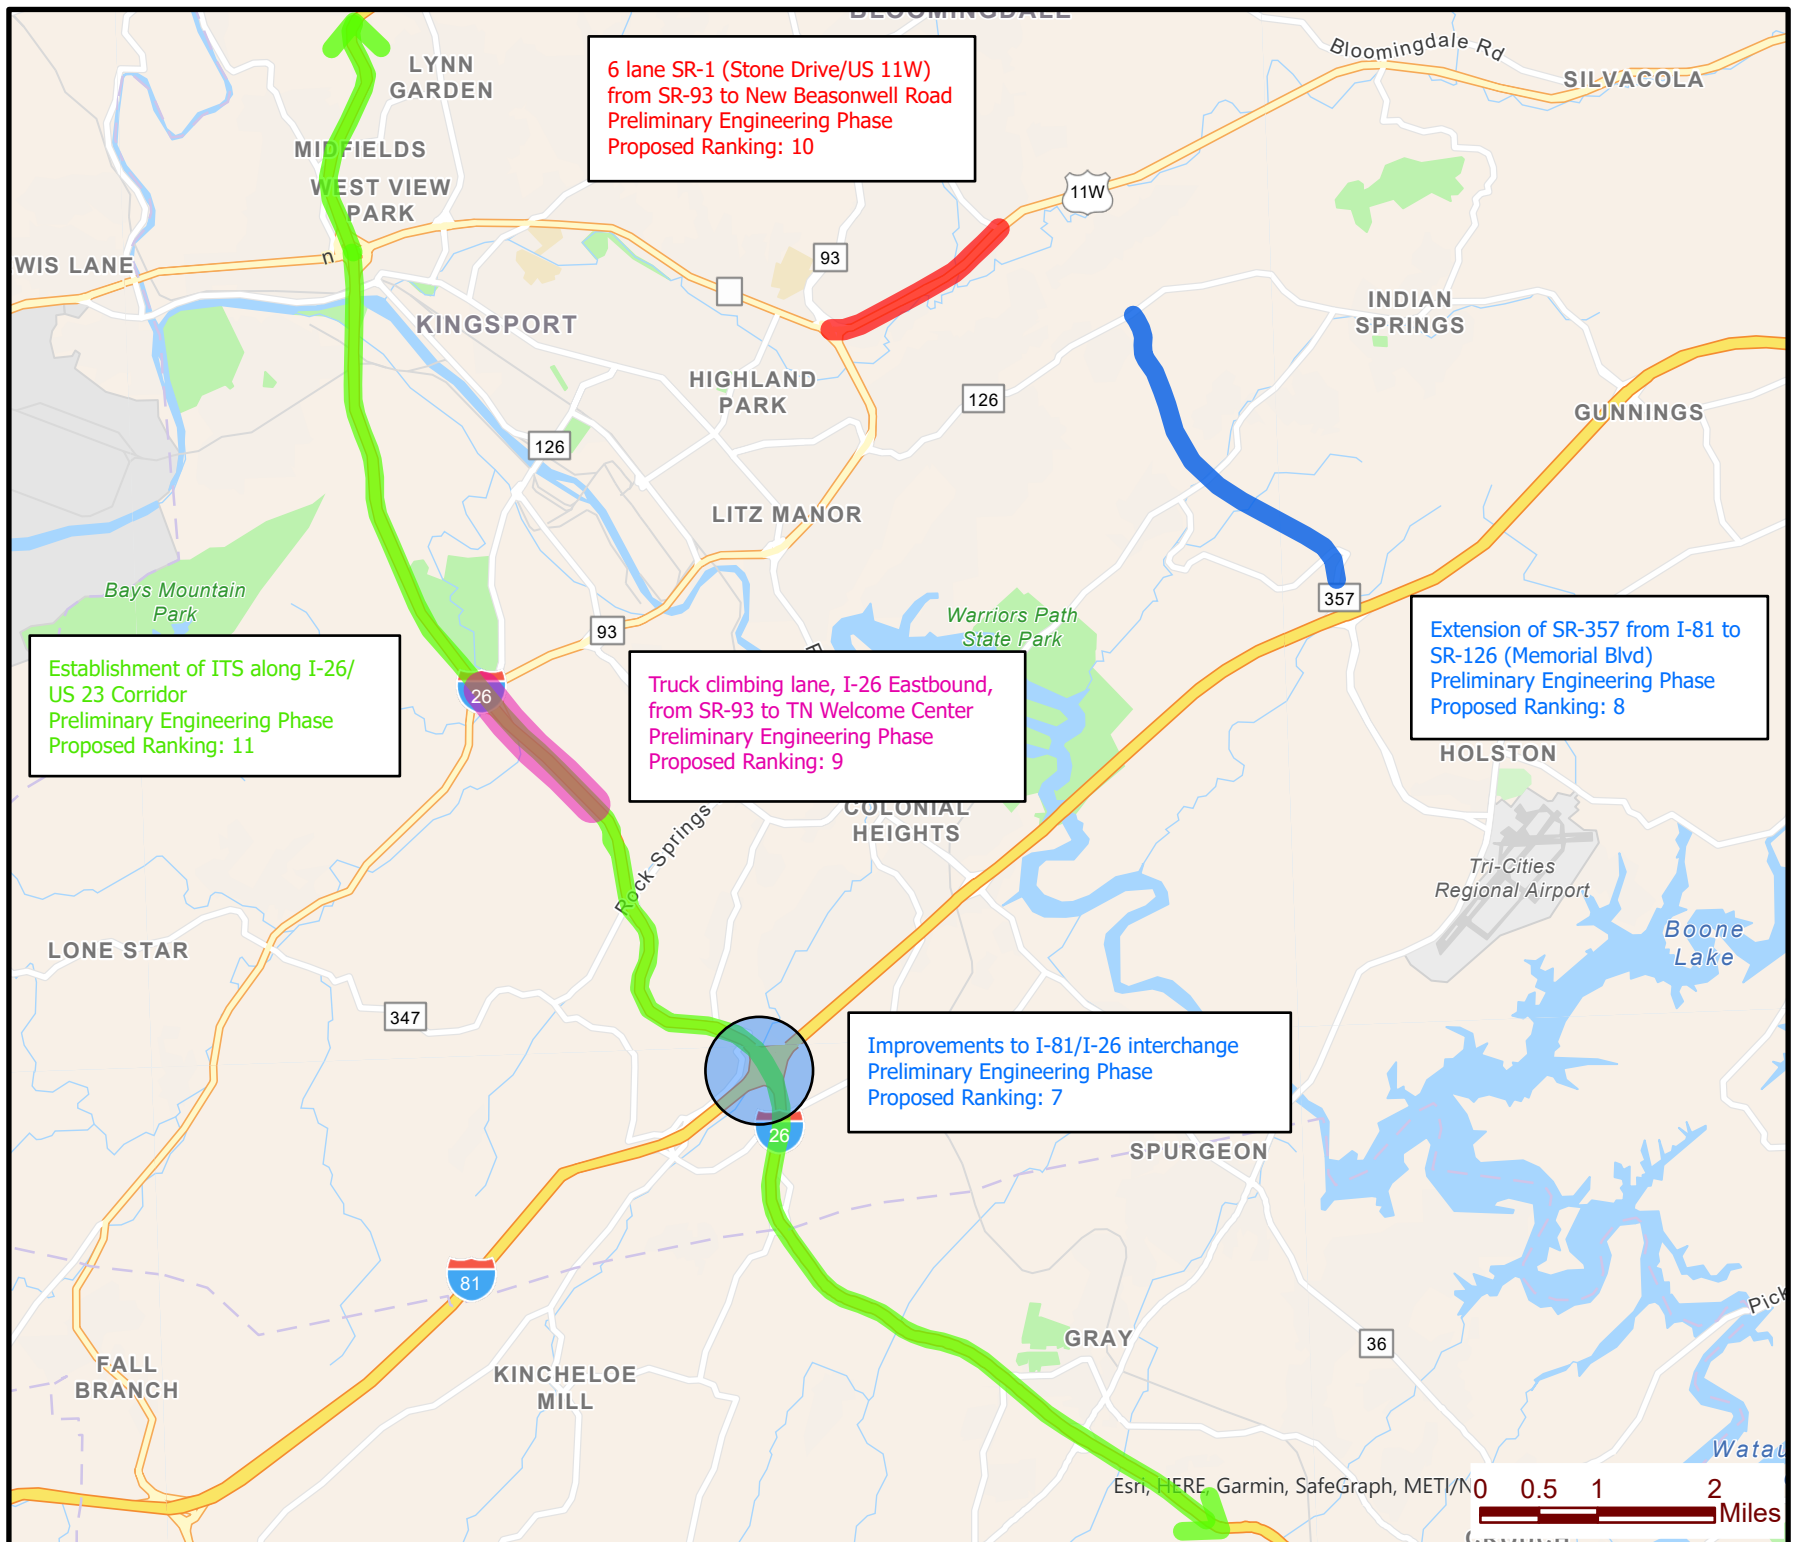 BLOOMINGDALE
LYNN
GARDEN
6 lane SR-1 (Stone Drive/US 11W)
from SR-93 to New Beasonwell Road
Preliminary Engineering Phase
Proposed Ranking: 10
Bloomingdale Rd
SILVACOLA
MIDFIELDS
WEST VIEW
PARK
11W
WIS LANE
n
93
KINGSPORT
INDIAN
SPRINGS
HIGHLAND
PARK
126
GUNNINGS
126
LITZ MANOR
Bays Mountain
Park
93
Warriors Path
State Park
357
Establishment of ITS along I-26/
US 23 Corridor
Preliminary Engineering Phase
Proposed Ranking: 11
26
Truck climbing lane, I-26 Eastbound,
from SR-93 to TN Welcome Center
Preliminary Engineering Phase
Proposed Ranking: 9
Extension of SR-357 from I-81 to
SR-126 (Memorial Blvd)
Preliminary Engineering Phase
Proposed Ranking: 8
HOLSTON
COLONIAL
HEIGHTS
Rock Springs
Tri-Cities
Regional Airport
LONE STAR
Boone
Lake
347
Improvements to I-81/I-26 interchange
Preliminary Engineering Phase
Proposed Ranking: 7
26
SPURGEON
81
Pick
GRAY
36
FALL
BRANCH
KINCHELOE
MILL
Watau
Esri, HERE, Garmin, SafeGraph, METI/N
0 0.5 1 2
Miles